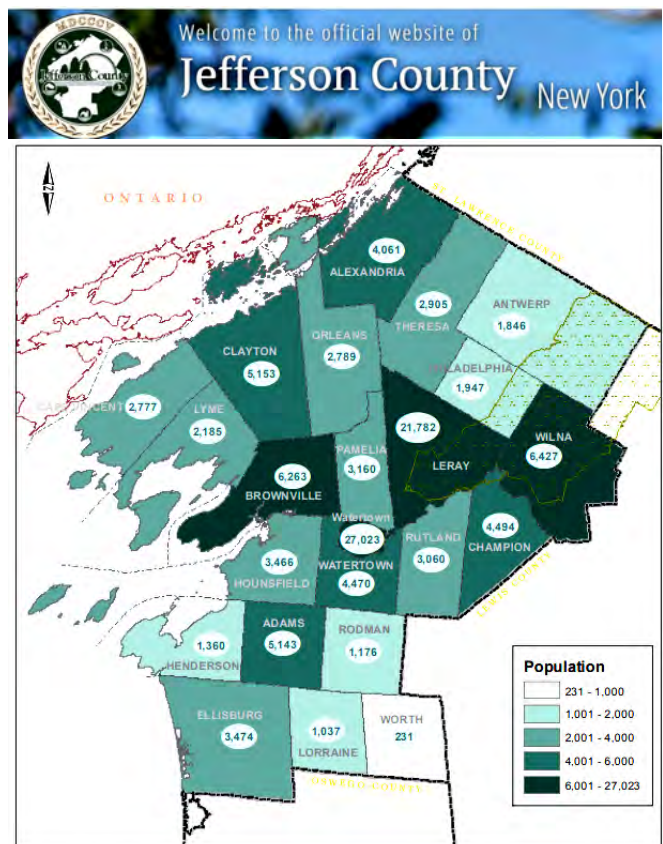 MDCCCV
Jefferson County
Welcome to the official website of
Jefferson County
New York
N
ONTARIO
ST. LAWRENCE COUNTY
4,061
ALEXANDRIA
2,905
THERESA
ANTWERP
1,846
ORLEANS
2,789
CLAYTON
5,153
PHILADELPHIA
1,947
CAPE VINCENT
2,777
LYME
2,185
21,782
LERAY
WILNA
6,427
PAMELIA
3,160
6,263
BROWNVILLE
Watertown
27,023
WATERTOWN
4,470
4,494
CHAMPION
RUTLAND
3,060
3,466
HOUNSFIELD
LEWIS COUNTY
ADAMS
5,143
RODMAN
1,176
1,360
HENDERSON
ELLISBURG
3,474
1,037
LORRAINE
WORTH
231
OSWEGO COUNTY
Population
231 - 1,000
1,001 - 2,000
2,001 - 4,000
4,001 - 6,000
6,001 - 27,023